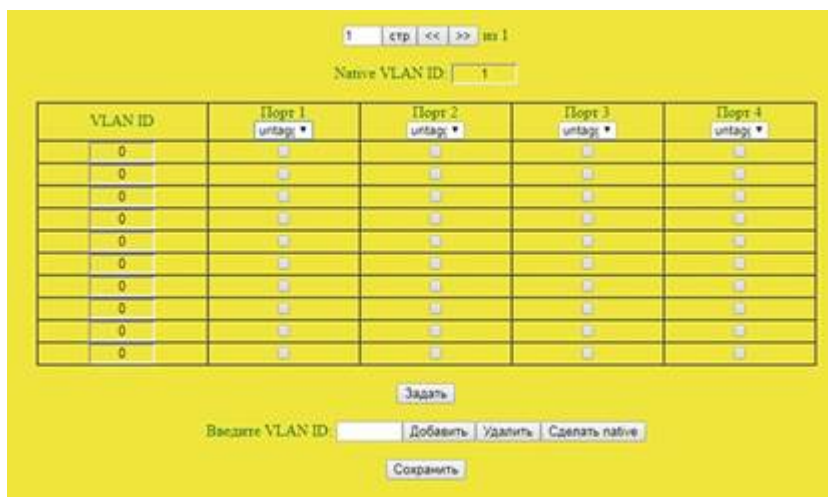 1 стр << >> из 1
Native VLAN ID: 1
VLAN ID Порт 1 Порт 2 Порт 3 Порт 4
untag untag untag untag
0
0
0
0
0
0
0
0
0
0
Задать
Введите VLAN ID: Добавить Удалить Сделать native
Сохранить